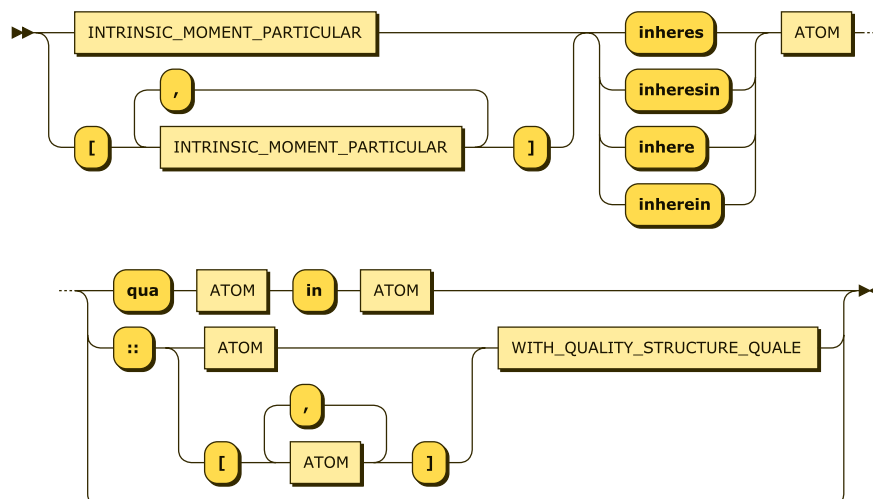 INTRINSIC_MOMENT_PARTICULAR inheres ATOM
, inheresin
[ INTRINSIC_MOMENT_PARTICULAR ] inhere
inherein
qua ATOM in ATOM
:: ATOM WITH_QUALITY_STRUCTURE_QUALE
,
[ ATOM ]